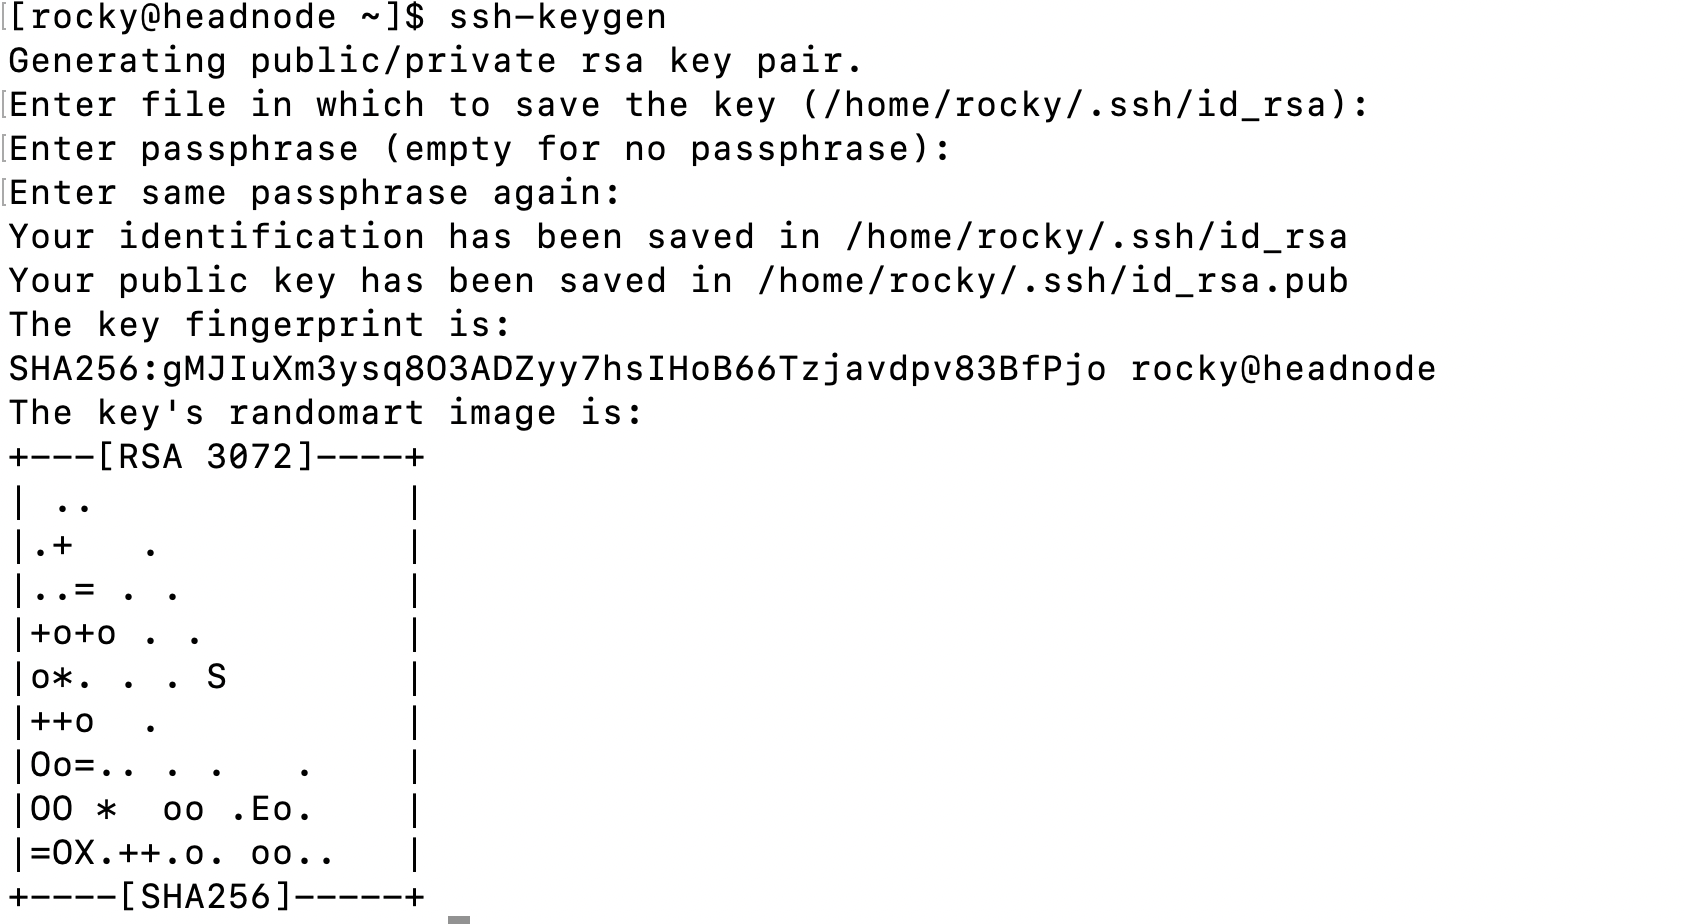 [rocky@headnode ~]$ ssh-keygen
Generating public/private rsa key pair.
Enter file in which to save the key (/home/rocky/.ssh/id_rsa):
Enter passphrase (empty for no passphrase):
Enter same passphrase again:
Your identification has been saved in /home/rocky/.ssh/id_rsa
Your public key has been saved in /home/rocky/.ssh/id_rsa.pub
The key fingerprint is:
SHA256:gMJIuXm3ysq8O3ADZyy7hsIHoB66Tzjavdpv83BfPjo rocky@headnode
The key's randomart image is:
+---[RSA 3072]----+
| ..              |
|.+   .           |
|..= . .          |
|+o+o . .         |
|o*. . . S        |
|++o  .           |
|Oo=.. . .   .    |
|OO *  oo .Eo.    |
|=OX.++.o. oo..   |
+----[SHA256]-----+